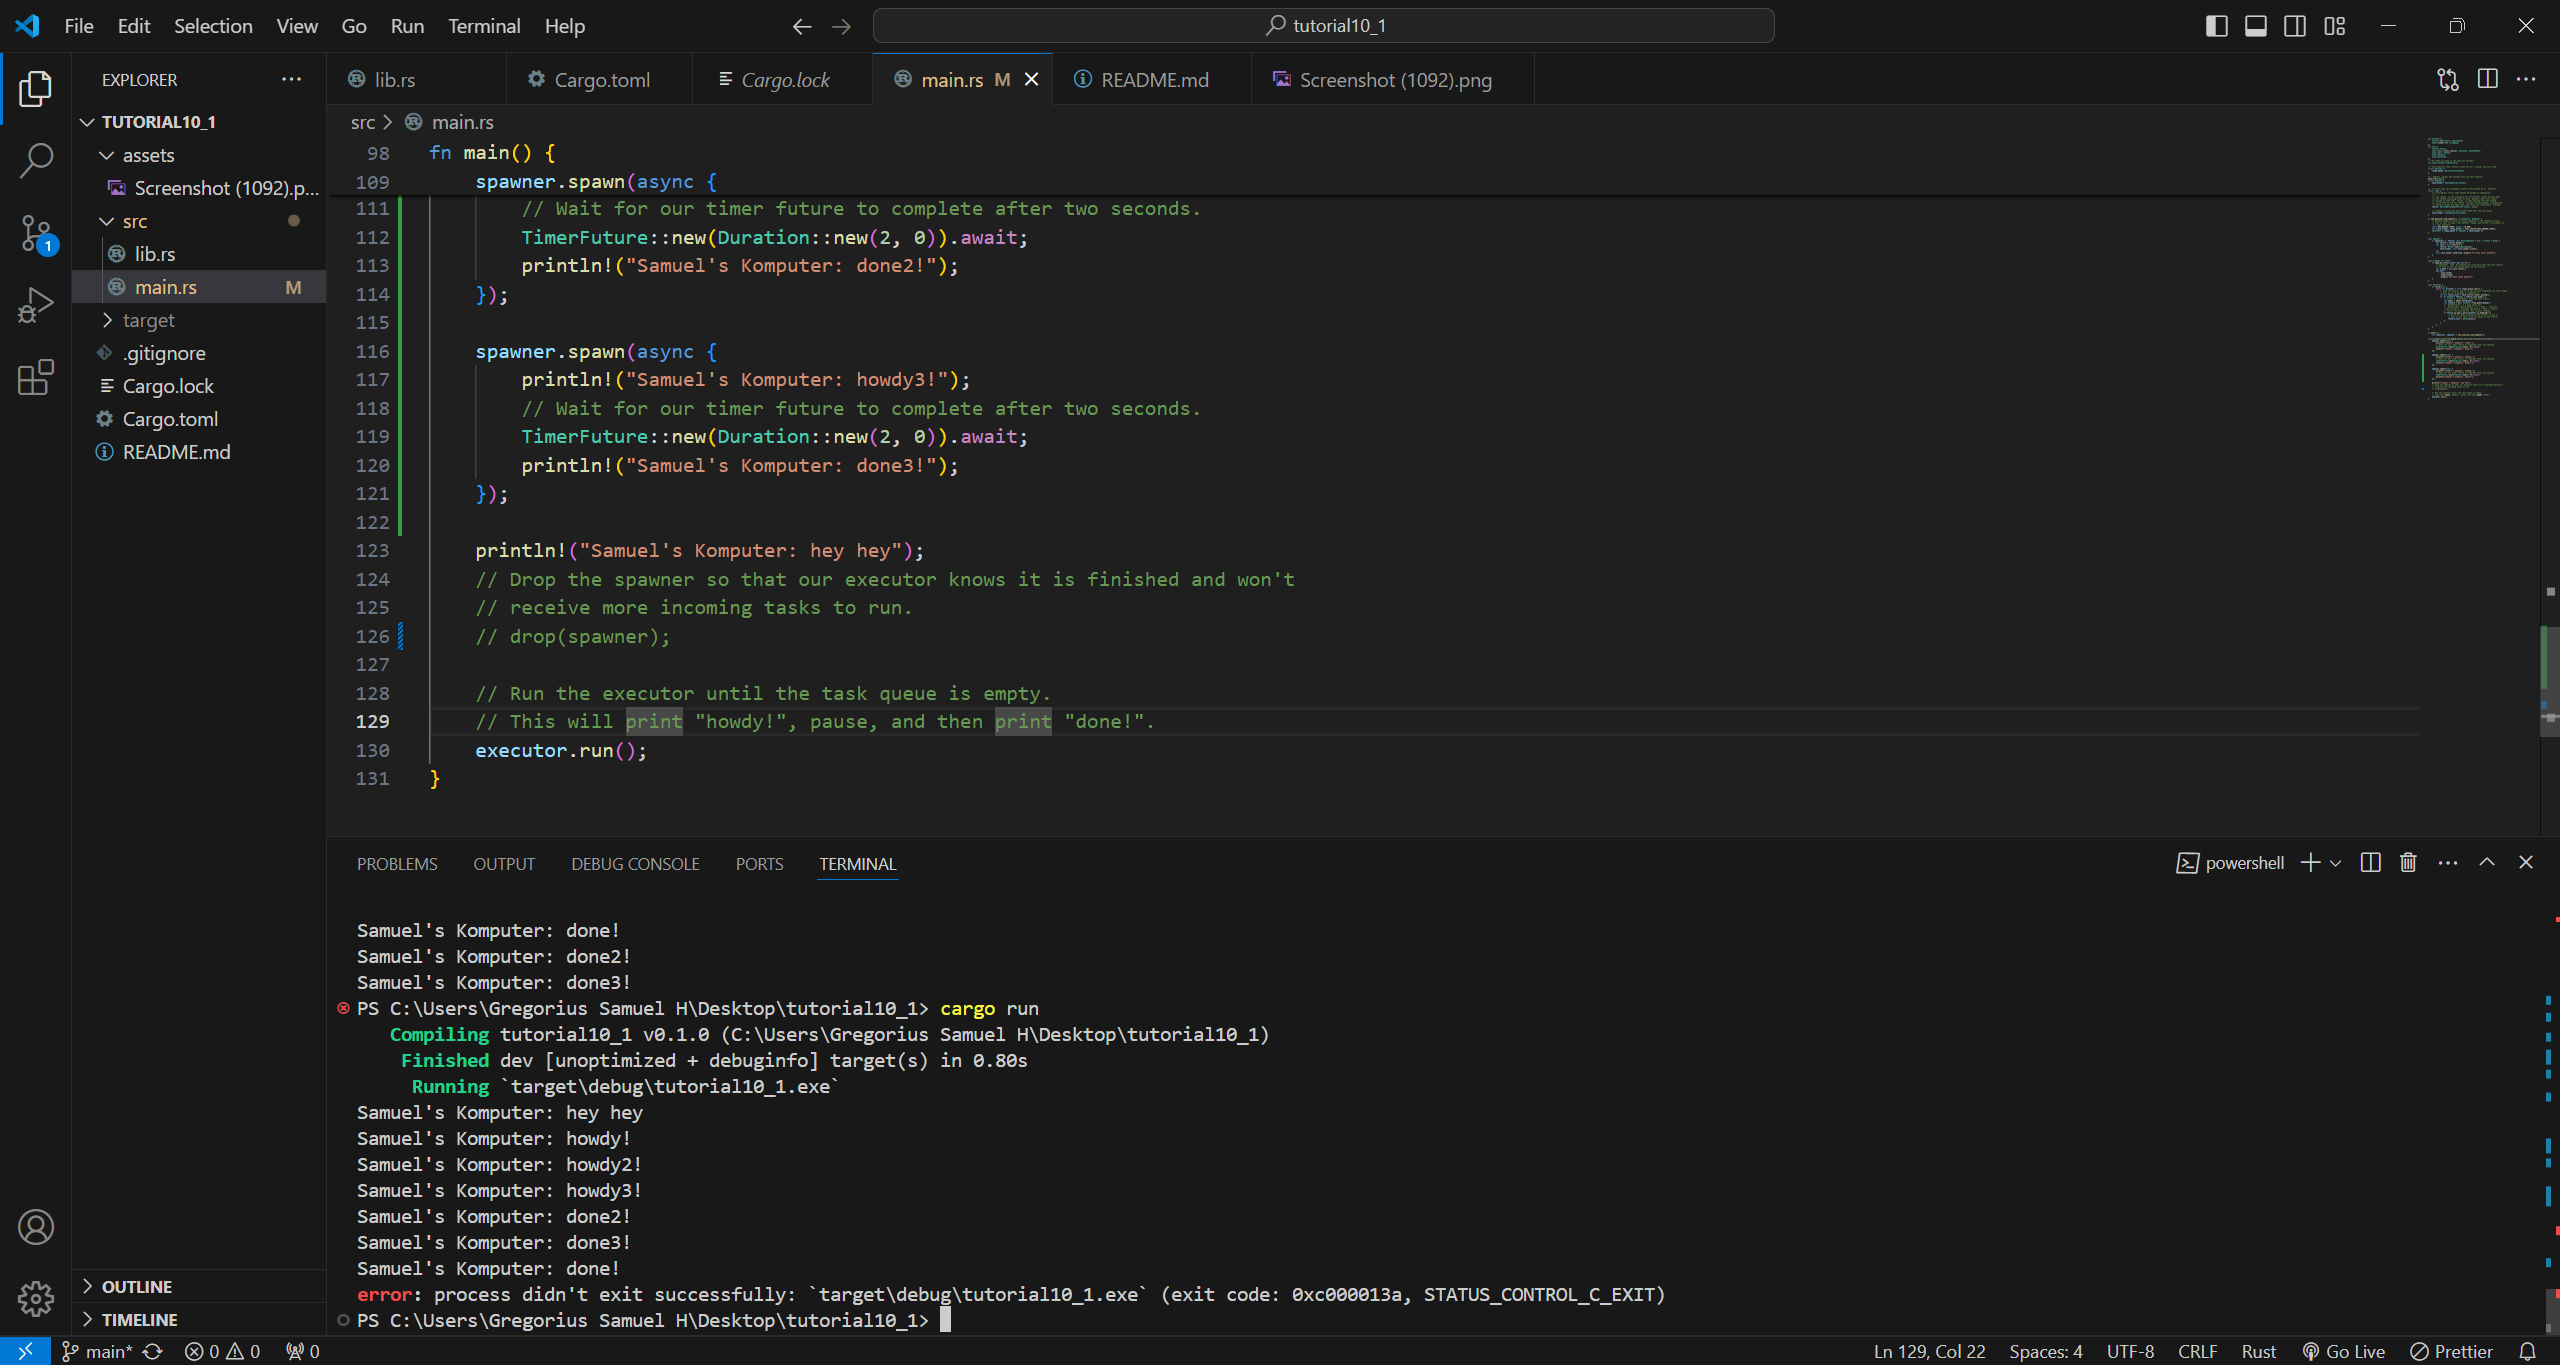 File Edit Selection View Go Run Terminal Help
tutorial10_1
EXPLORER
TUTORIAL10_1
assets
Screenshot (1092).p...
src
lib.rs
main.rs M
target
.gitignore
Cargo.lock
Cargo.toml
README.md
OUTLINE
TIMELINE
1
lib.rs Cargo.toml Cargo.lock main.rs M README.md Screenshot (1092).png
src > main.rs
98 fn main() {
109 spawner.spawn(async {
111 // Wait for our timer future to complete after two seconds.
112 TimerFuture::new(Duration::new(2, 0)).await;
113 println!("Samuel's Komputer: done2!");
114 });
115
116 spawner.spawn(async {
117 println!("Samuel's Komputer: howdy3!");
118 // Wait for our timer future to complete after two seconds.
119 TimerFuture::new(Duration::new(2, 0)).await;
120 println!("Samuel's Komputer: done3!");
121 });
122
123 println!("Samuel's Komputer: hey hey");
124 // Drop the spawner so that our executor knows it is finished and won't
125 // receive more incoming tasks to run.
126 // drop(spawner);
127
128 // Run the executor until the task queue is empty.
129 // This will print "howdy!", pause, and then print "done!".
130 executor.run();
131 }
PROBLEMS OUTPUT DEBUG CONSOLE PORTS TERMINAL
powershell
Samuel's Komputer: done!
Samuel's Komputer: done2!
Samuel's Komputer: done3!
PS C:\Users\Gregorius Samuel H\Desktop\tutorial10_1> cargo run
Compiling tutorial10_1 v0.1.0 (C:\Users\Gregorius Samuel H\Desktop\tutorial10_1)
Finished dev [unoptimized + debuginfo] target(s) in 0.80s
Running `target\debug\tutorial10_1.exe`
Samuel's Komputer: hey hey
Samuel's Komputer: howdy!
Samuel's Komputer: howdy2!
Samuel's Komputer: howdy3!
Samuel's Komputer: done2!
Samuel's Komputer: done3!
Samuel's Komputer: done!
error: process didn't exit successfully: `target\debug\tutorial10_1.exe` (exit code: 0xc000013a, STATUS_CONTROL_C_EXIT)
PS C:\Users\Gregorius Samuel H\Desktop\tutorial10_1>
main* 0 0 0 Ln 129, Col 22 Spaces: 4 UTF-8 CRLF Rust Go Live Prettier